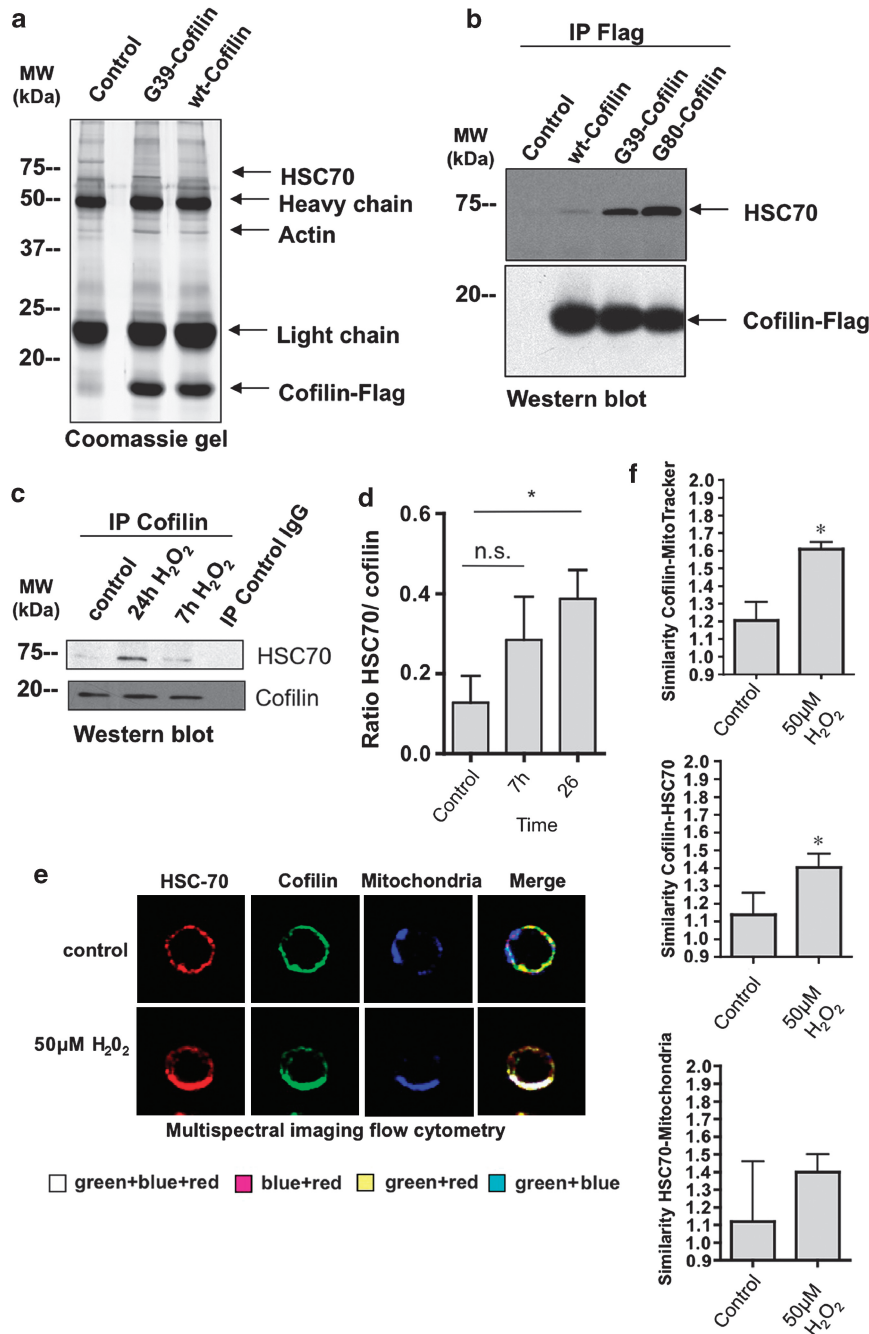 a
Control
G39-Cofilin
wt-Cofilin
MW
(kDa)
75--
50--
37--
25--
20--
HSC70
Heavy chain
Actin
Light chain
Cofilin-Flag
Coomassie gel
b
IP Flag
Control
wt-Cofilin
G39-Cofilin
G80-Cofilin
MW
(kDa)
75--
20--
HSC70
Cofilin-Flag
Western blot
c
IP Cofilin
control
24h H2O2
7h H2O2
IP Control IgG
MW
(kDa)
75--
20--
HSC70
Cofilin
Western blot
d
Ratio HSC70/ cofilin
0.6
0.4
0.2
0.0
n.s.
*
Control
7h
26
Time
e
HSC-70 Cofilin Mitochondria Merge
control
50µM H202
Multispectral imaging flow cytometry
green+blue+red blue+red green+red green+blue
f
Similarity Cofilin-MitoTracker
2.0
1.9
1.8
1.7
1.6
1.5
1.4
1.3
1.2
1.1
1.0
0.9
*
Control
50µM
H2O2
Similarity Cofilin-HSC70
2.0
1.9
1.8
1.7
1.6
1.5
1.4
1.3
1.2
1.1
1.0
0.9
*
Control
50µM
H2O2
Similarity HSC70-Mitochondria
2.0
1.9
1.8
1.7
1.6
1.5
1.4
1.3
1.2
1.1
1.0
0.9
Control
50µM
H2O2